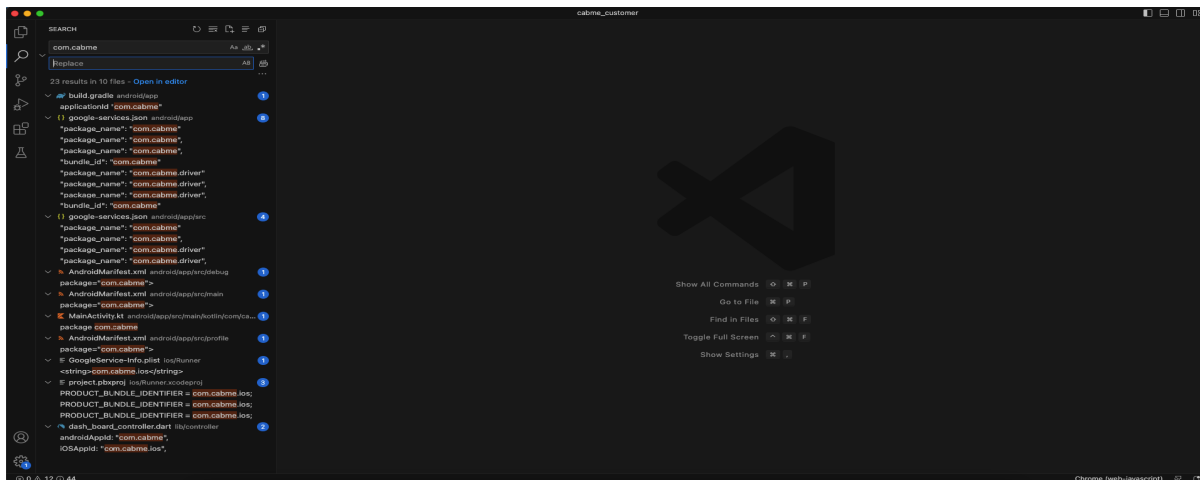 cabme_customer
SEARCH
com.cabme
Aa ab .*
Replace
AB
23 results in 10 files - Open in editor
build.gradle android/app 1
applicationId "com.cabme"
google-services.json android/app 8
"package_name": "com.cabme"
"package_name": "com.cabme",
"package_name": "com.cabme",
"bundle_id": "com.cabme"
"package_name": "com.cabme.driver"
"package_name": "com.cabme.driver",
"package_name": "com.cabme.driver",
"bundle_id": "com.cabme"
google-services.json android/app/src 4
"package_name": "com.cabme"
"package_name": "com.cabme",
"package_name": "com.cabme.driver"
"package_name": "com.cabme.driver",
AndroidManifest.xml android/app/src/debug 1
package="com.cabme">
AndroidManifest.xml android/app/src/main 1
package="com.cabme">
MainActivity.kt android/app/src/main/kotlin/com/ca... 1
package com.cabme
AndroidManifest.xml android/app/src/profile 1
package="com.cabme">
GoogleService-Info.plist ios/Runner 1
<string>com.cabme.ios</string>
project.pbxproj ios/Runner.xcodeproj 3
PRODUCT_BUNDLE_IDENTIFIER = com.cabme.ios;
PRODUCT_BUNDLE_IDENTIFIER = com.cabme.ios;
PRODUCT_BUNDLE_IDENTIFIER = com.cabme.ios;
dash_board_controller.dart lib/controller 2
androidAppId: "com.cabme",
iOSAppId: "com.cabme.ios",
Show All Commands ⇧ ⌘ P
Go to File ⌘ P
Find in Files ⇧ ⌘ F
Toggle Full Screen ^ ⌘ F
Show Settings ⌘ ,
1
0 12 44
Chrome (web-javascript)